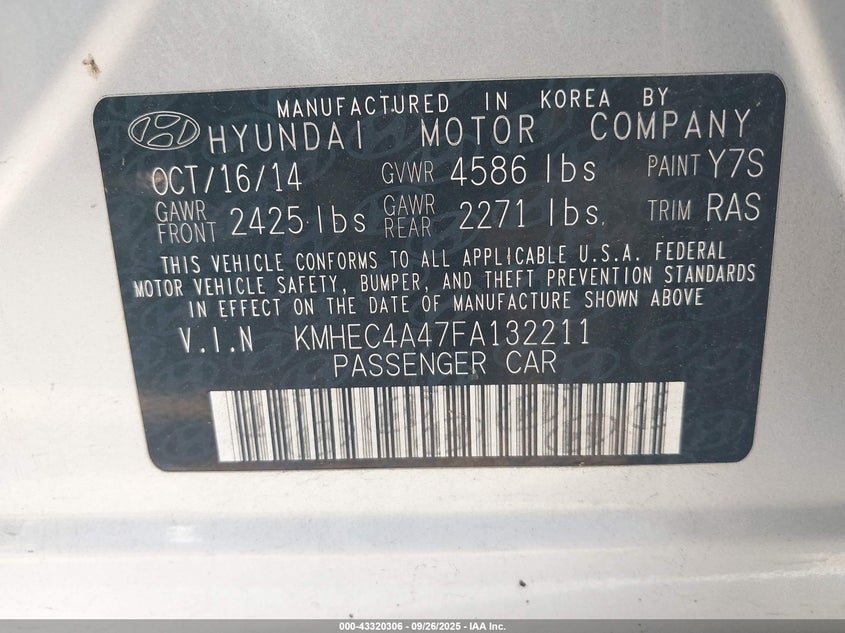 MANUFACTURED IN KOREA BY
HYUNDAI MOTOR COMPANY
OCT/16/14 GVWR 4586 lbs PAINT Y7S
GAWR FRONT 2425 lbs GAWR REAR 2271 lbs. TRIM RAS
THIS VEHICLE CONFORMS TO ALL APPLICABLE U.S.A. FEDERAL
MOTOR VEHICLE SAFETY, BUMPER, AND THEFT PREVENTION STANDARDS
IN EFFECT ON THE DATE OF MANUFACTURE SHOWN ABOVE
V.I.N KMHEC4A47FA132211
PASSENGER CAR
000-43320306 - 09/26/2025 - IAA Inc.